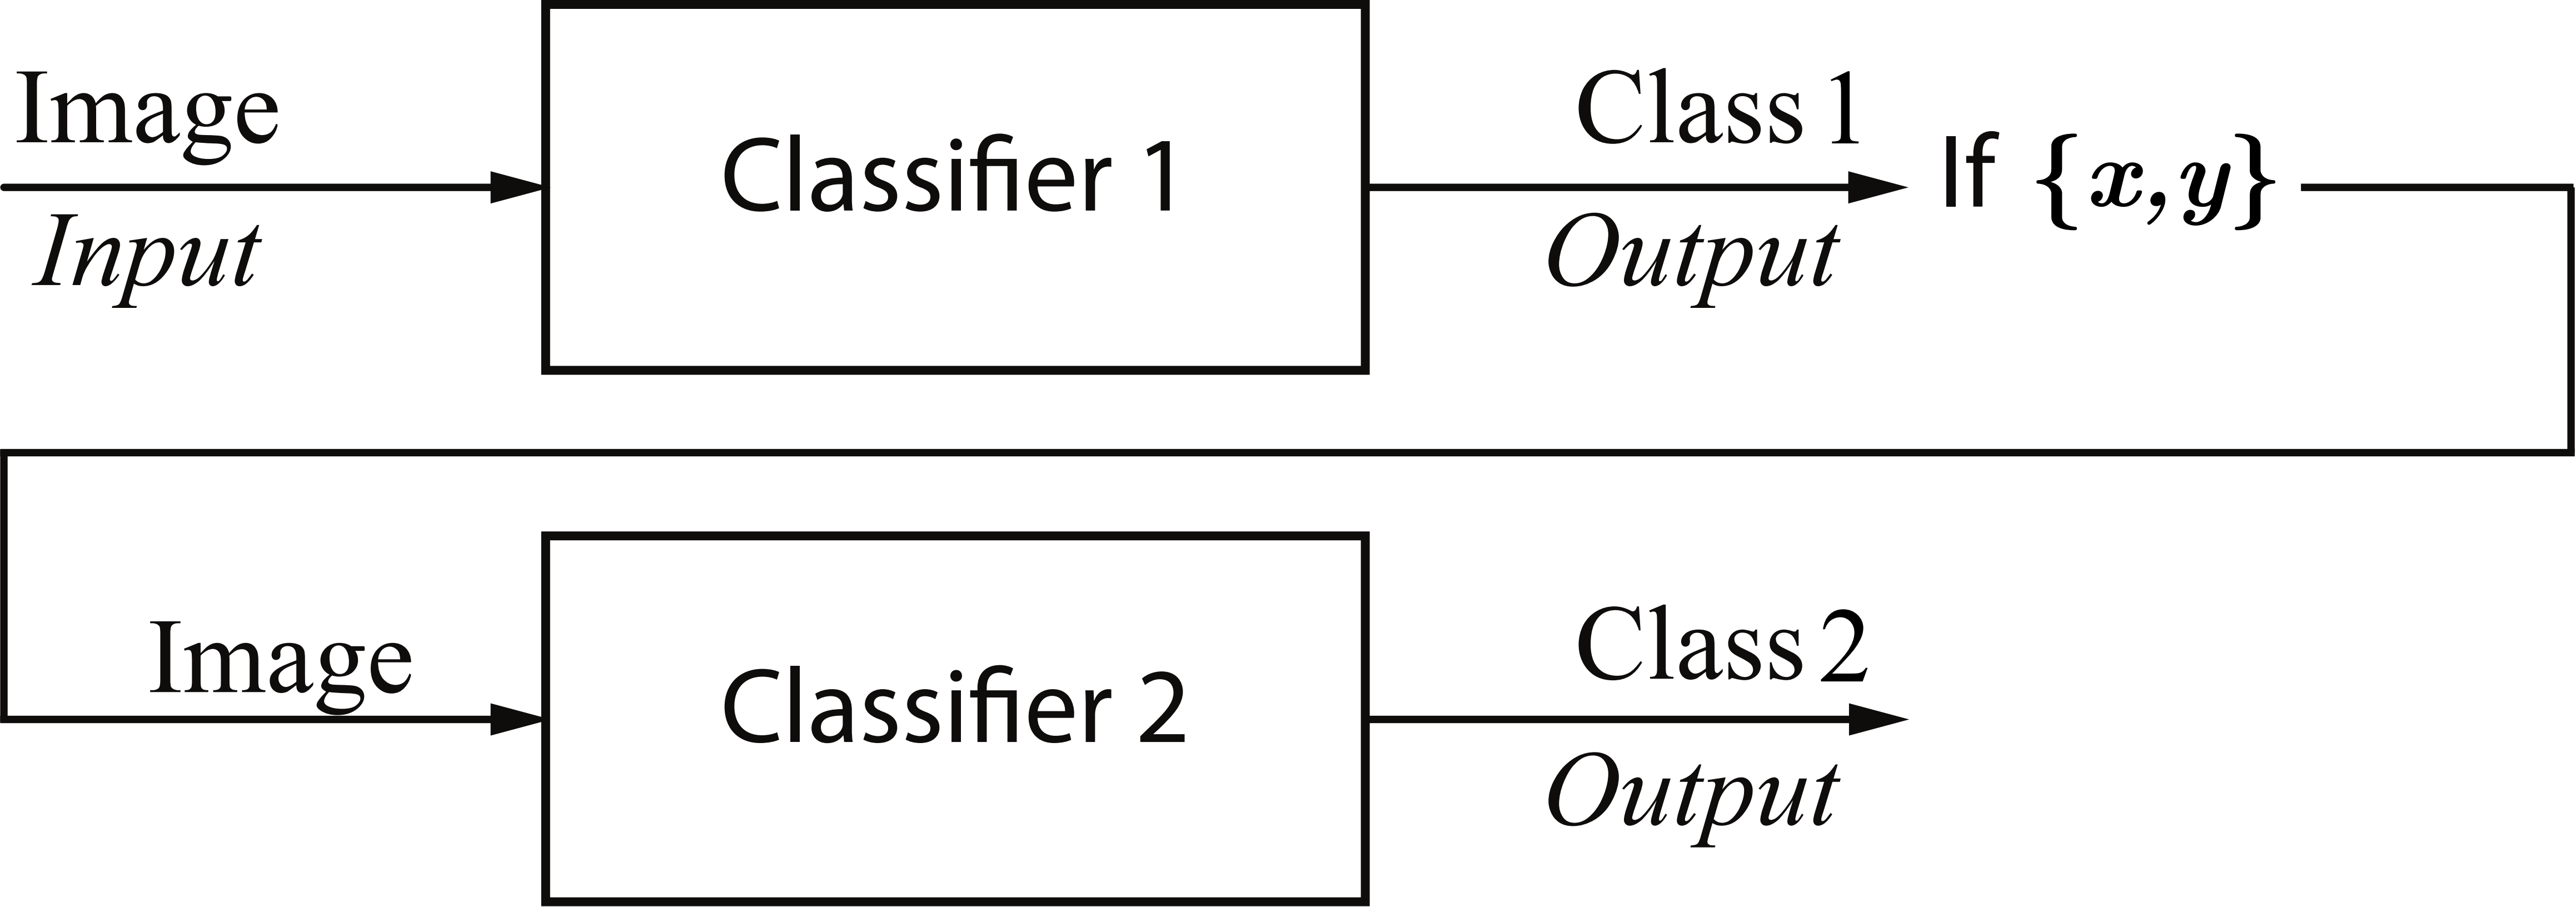 Image
Input
Classifier 1
Class 1
Output
If {x,y}
Image
Classifier 2
Class 2
Output